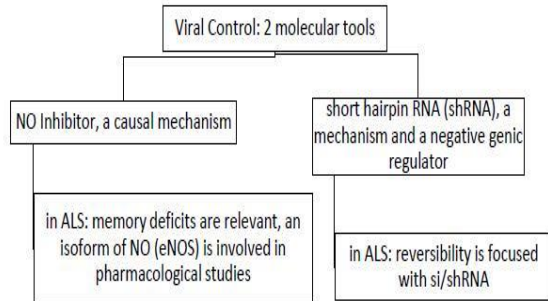 Viral Control: 2 molecular tools
NO Inhibitor, a causal mechanism
short hairpin RNA (shRNA), a
mechanism and a negative genic
regulator
in ALS: memory deficits are relevant, an
isoform of NO (eNOS) is involved in
pharmacological studies
in ALS: reversibility is focused
with si/shRNA